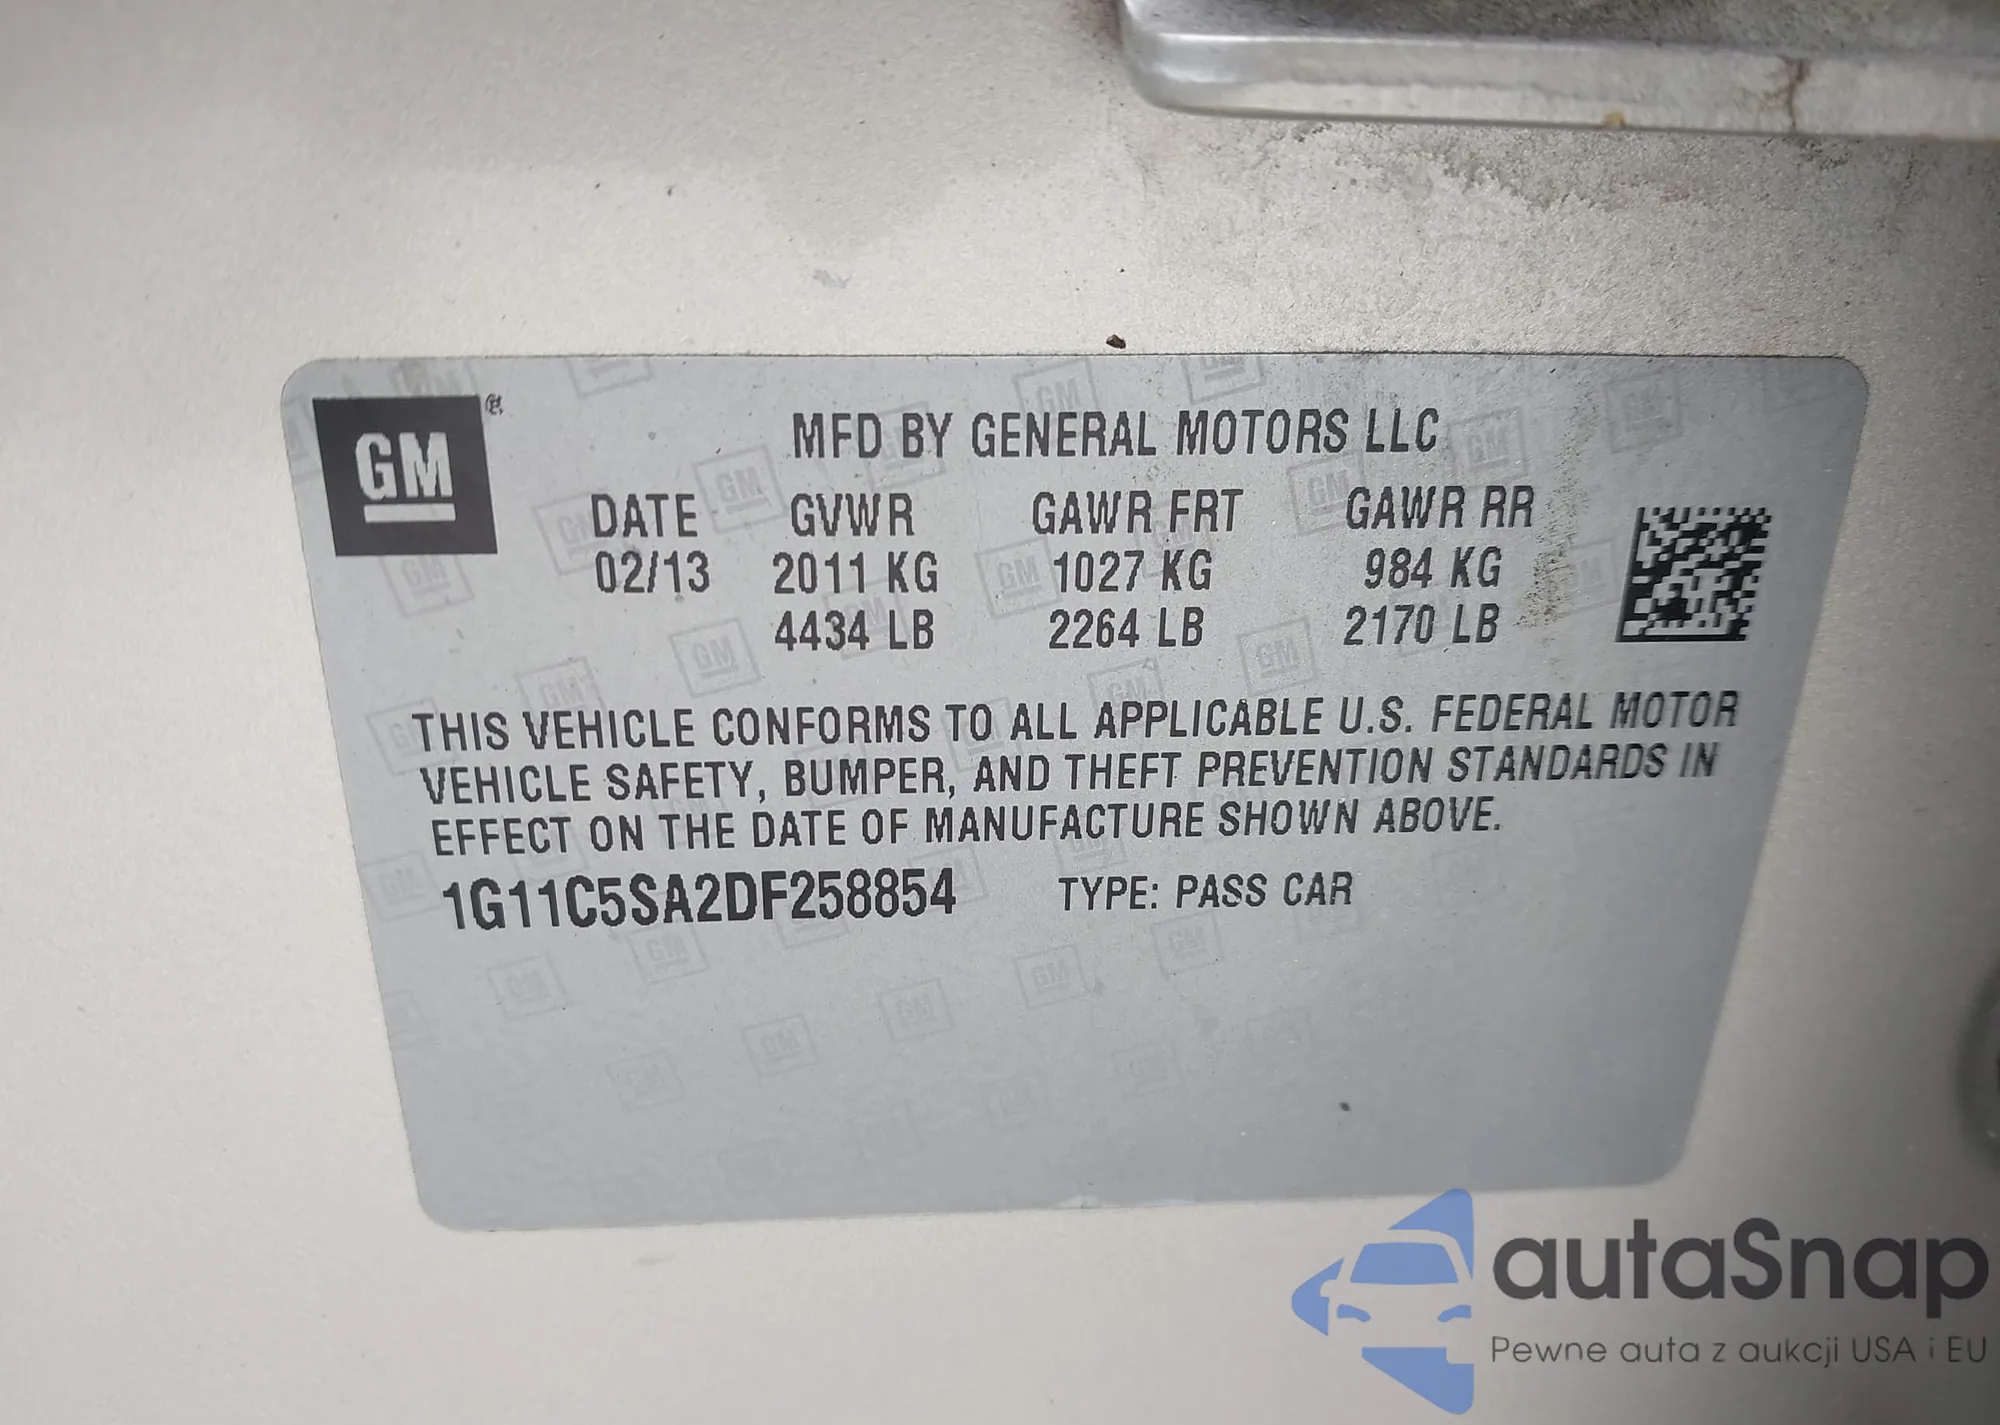 GM
MFD BY GENERAL MOTORS LLC
DATE GVWR GAWR FRT GAWR RR
02/13 2011 KG 1027 KG 984 KG
4434 LB 2264 LB 2170 LB
THIS VEHICLE CONFORMS TO ALL APPLICABLE U.S. FEDERAL MOTOR
VEHICLE SAFETY, BUMPER, AND THEFT PREVENTION STANDARDS IN
EFFECT ON THE DATE OF MANUFACTURE SHOWN ABOVE.
1G11C5SA2DF258854 TYPE: PASS CAR
autaSnap
Pewne auta z aukcji USA i EU